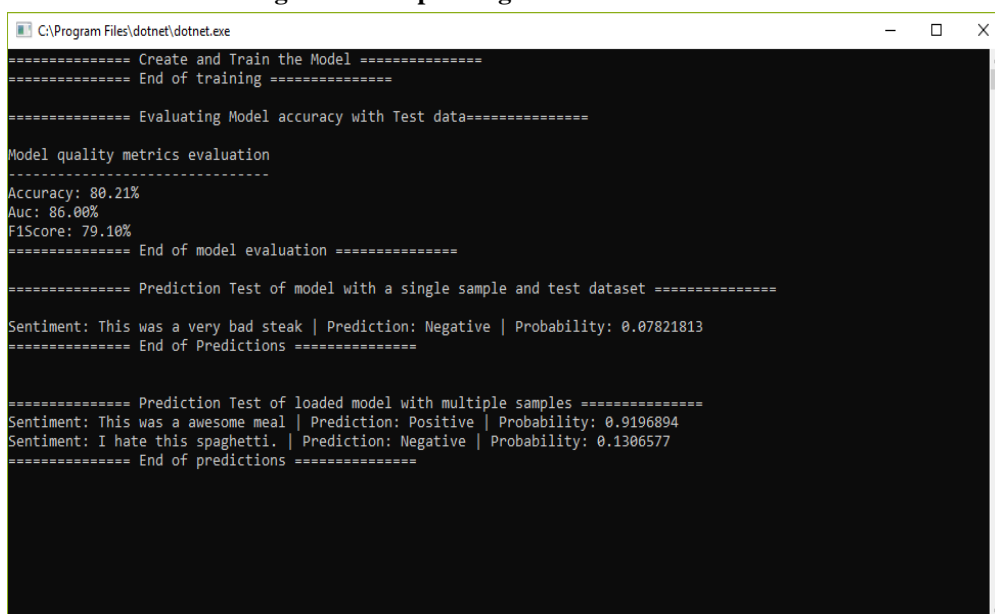 C:\Program Files\dotnet\dotnet.exe
=============== Create and Train the Model ===============
=============== End of training ===============
=============== Evaluating Model accuracy with Test data===============
Model quality metrics evaluation
--------------------------------
Accuracy: 80.21%
Auc: 86.00%
F1Score: 79.10%
=============== End of model evaluation ===============
=============== Prediction Test of model with a single sample and test dataset ===============
Sentiment: This was a very bad steak | Prediction: Negative | Probability: 0.07821813
=============== End of Predictions ===============
=============== Prediction Test of loaded model with multiple samples ===============
Sentiment: This was a awesome meal | Prediction: Positive | Probability: 0.9196894
Sentiment: I hate this spaghetti. | Prediction: Negative | Probability: 0.1306577
=============== End of predictions ===============